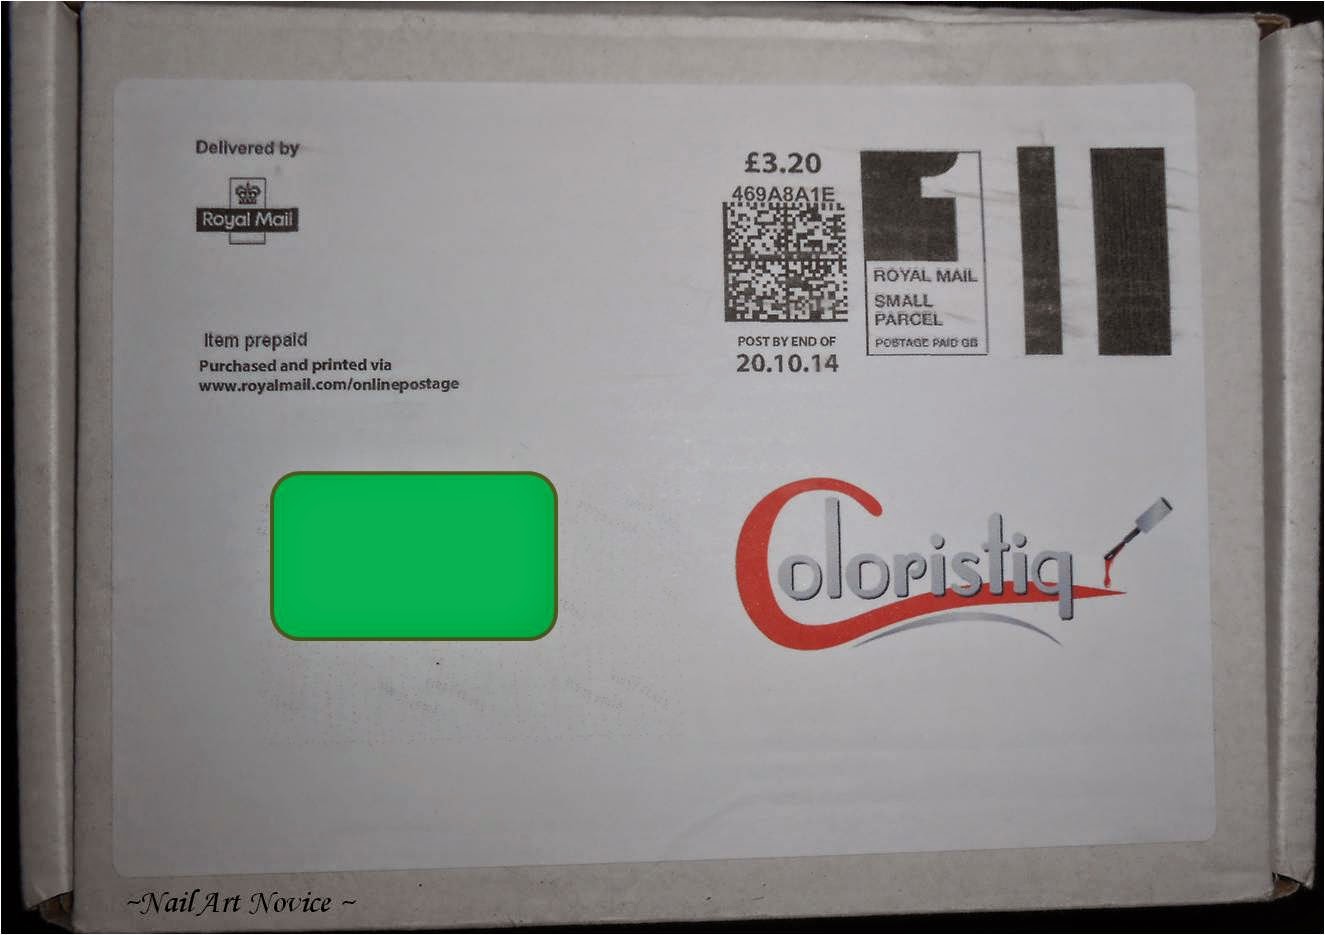 Delivered by
Royal Mail
£3.20
469A8A1E
ROYAL MAIL
SMALL
PARCEL
POSTAGE PAID GB
POST BY END OF
20.10.14
Item prepaid
Purchased and printed via
www.royalmail.com/onlinepostage
Coloristiq
~Nail Art Novice ~